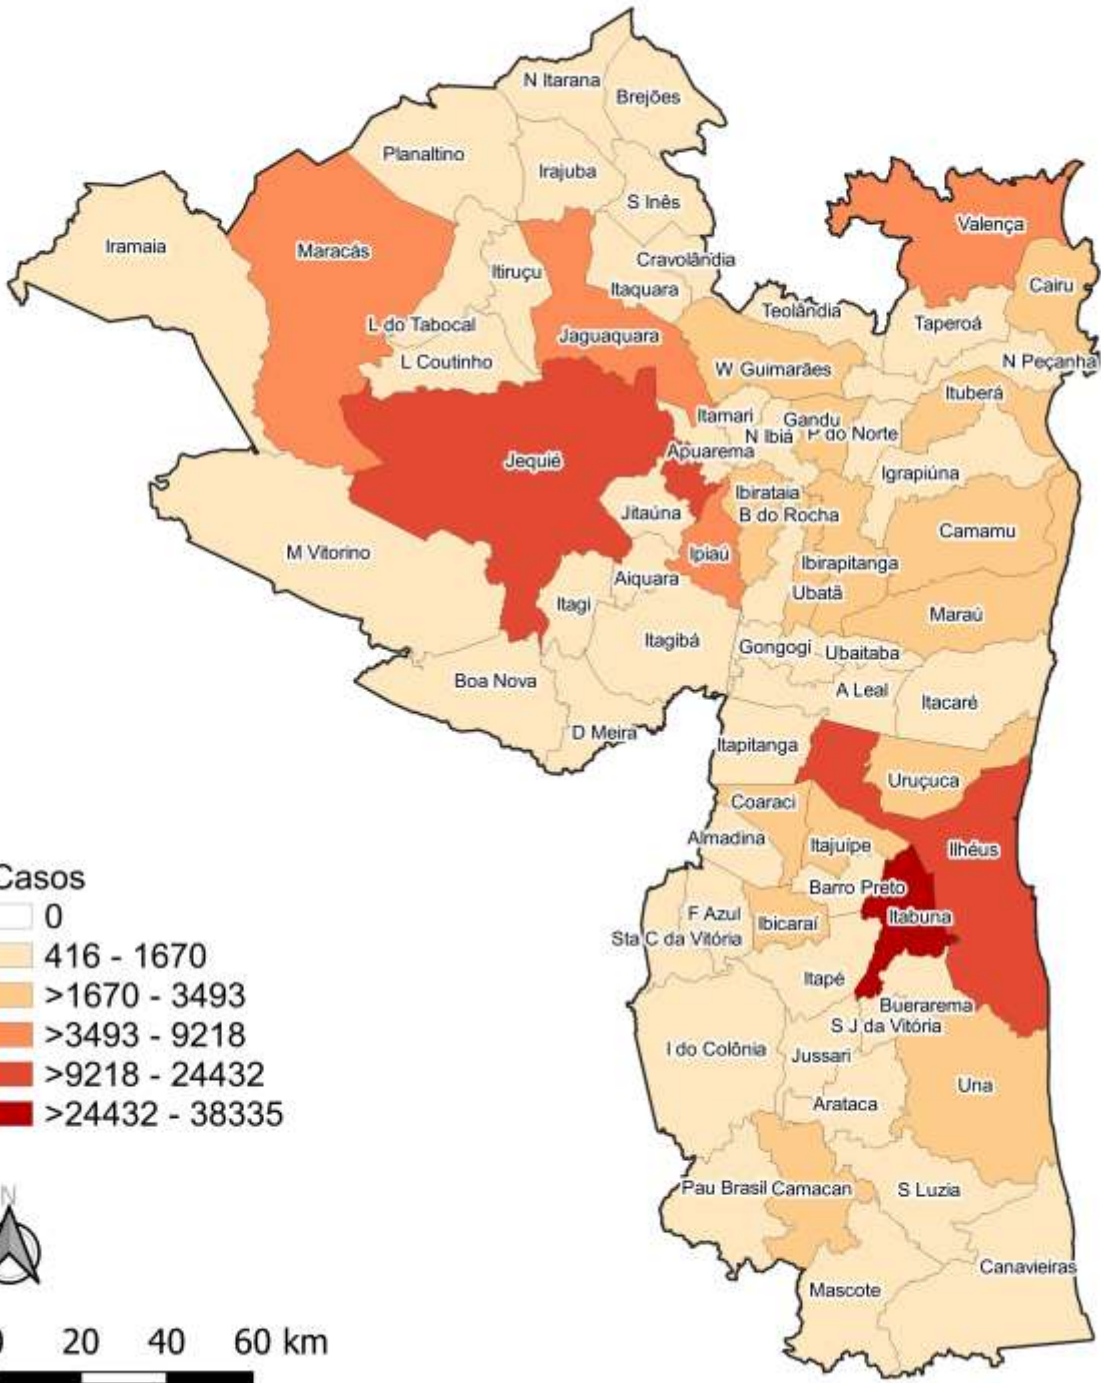 N Itarana
Brejões
Planaltino
Irajuba
S Inês
Valença
Iramaia
Maracás
Cravolândia
Itiruçu
Cairu
Itaquara
Teolândia
Taperoá
L do Tabocal
Jaguaquara
L Coutinho
N Peçanha
W Guimarães
Ituberá
Itamari
Gandu
N Ibiá
P do Norte
Apuarema
Jequié
Igrapiúna
Ibirataia
Jitaúna
B do Rocha
Camamu
M Vitorino
Ipiaú
Ibirapitanga
Aiquara
Ubatã
Itagi
Maraú
Itagibá
Gongogi
Ubaitaba
Boa Nova
A Leal
Itacaré
D Meira
Itapitanga
Uruçuca
Coaraci
Almadina
Itajuípe
Ilhéus
Barro Preto
F Azul
Ibicaraí
Itabuna
Sta C da Vitória
Itapé
Buerarema
S J da Vitória
I do Colônia
Jussari
Una
Arataca
Pau Brasil
Camacan
S Luzia
Canavieiras
Mascote
Casos
0
416 - 1670
>1670 - 3493
>3493 - 9218
>9218 - 24432
>24432 - 38335
N
20 40 60 km